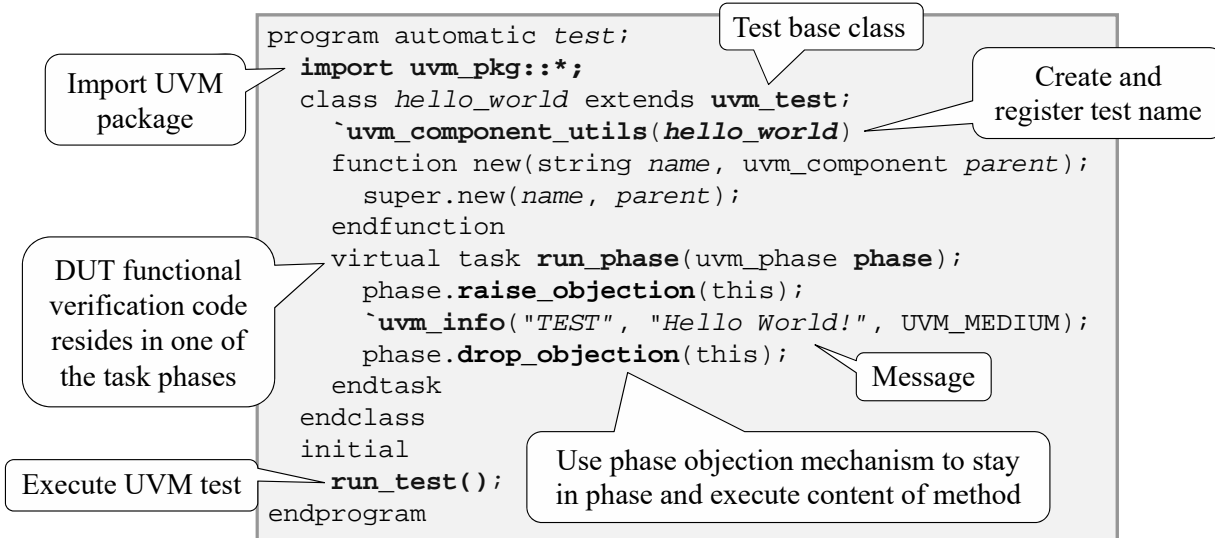 program automatic test;
Test base class
Import UVM
package
import uvm_pkg::*;
class hello_world extends uvm_test;
Create and
register test name
`uvm_component_utils(hello_world)
function new(string name, uvm_component parent);
super.new(name, parent);
endfunction
DUT functional
verification code
resides in one of
the task phases
virtual task run_phase(uvm_phase phase);
phase.raise_objection(this);
`uvm_info("TEST", "Hello World!", UVM_MEDIUM);
phase.drop_objection(this);
Message
endtask
endclass
initial
Use phase objection mechanism to stay
in phase and execute content of method
Execute UVM test
run_test();
endprogram